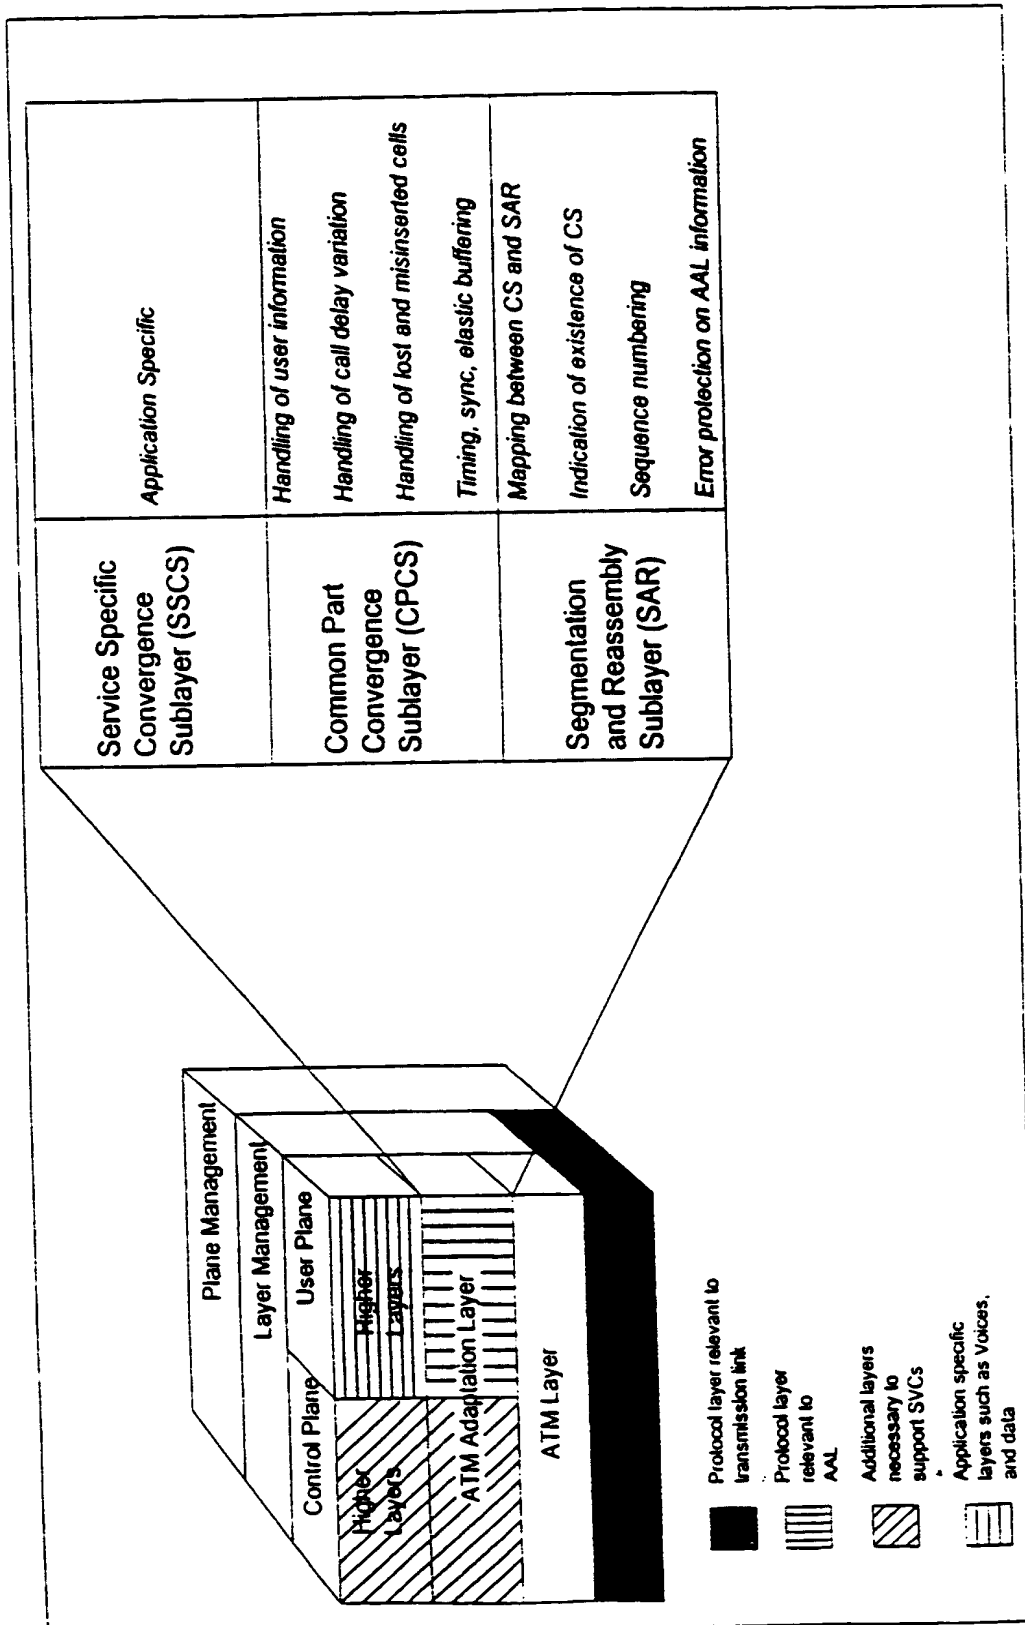 Plane Management
Layer Management
User Plane
Control Plane
Higher
Layers
Higher
Layers
ATM Adaptation Layer
ATM Layer
Service Specific
Convergence
Sublayer (SSCS)
Application Specific
Common Part
Convergence
Sublayer (CPCS)
Handling of user information
Handling of call delay variation
Handling of lost and misinserted cells
Timing, sync, elastic buffering
Segmentation
and Reassembly
Sublayer (SAR)
Mapping between CS and SAR
Indication of existence of CS
Sequence numbering
Error protection on AAL information
Protocol layer relevant to
transmission link
Protocol layer
relevant to
AAL
Additional layers
necessary to
support SVCs
Application specific
layers such as Voices,
and data